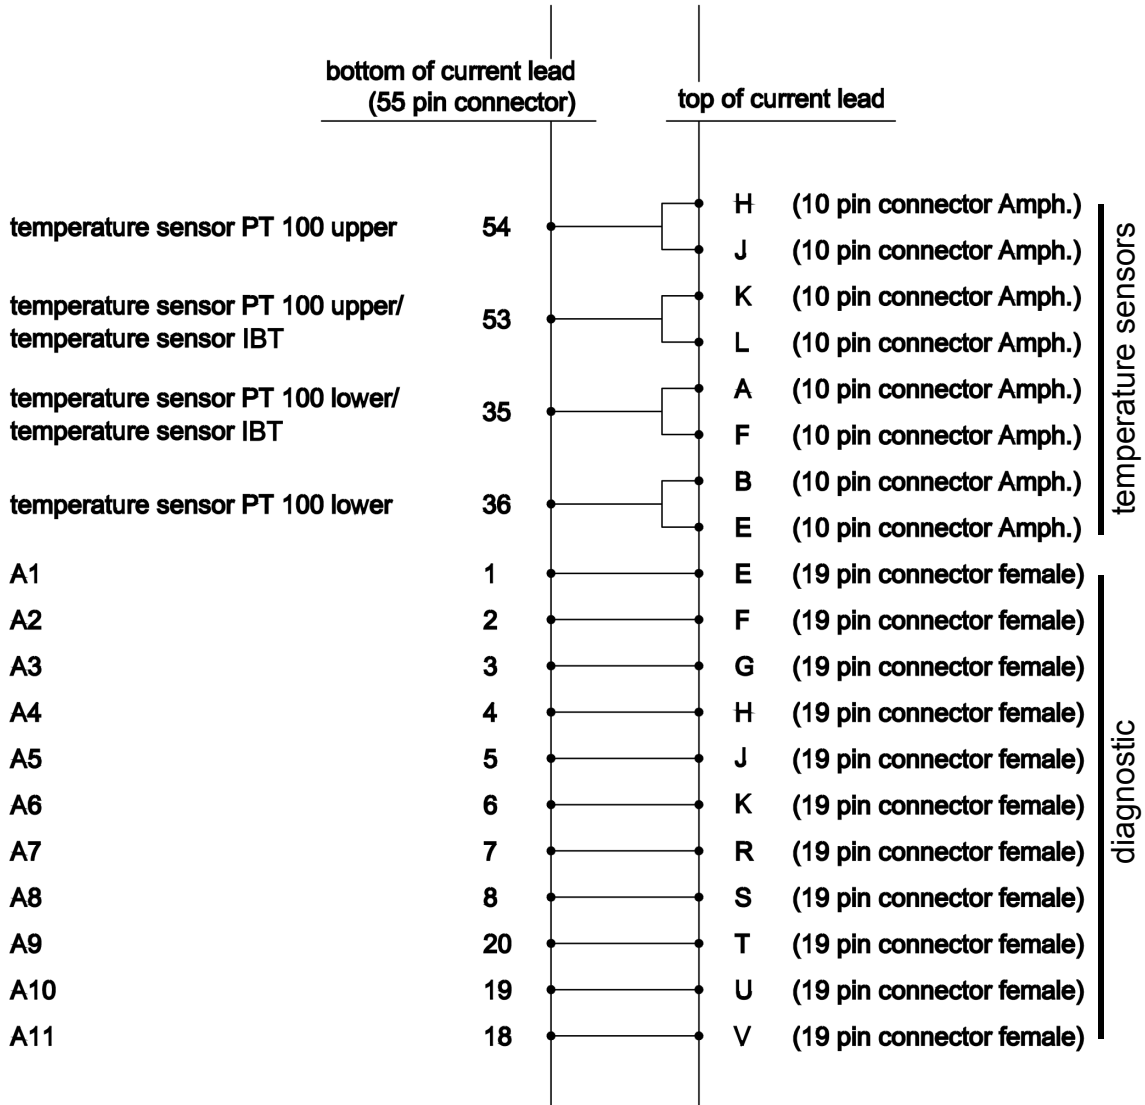 bottom of current lead
(55 pin connector)
top of current lead
temperature sensor PT 100 upper 54 H (10 pin connector Amph.)
J (10 pin connector Amph.)
temperature sensor PT 100 upper/
temperature sensor IBT 53 K (10 pin connector Amph.)
L (10 pin connector Amph.)
temperature sensor PT 100 lower/
temperature sensor IBT 35 A (10 pin connector Amph.)
F (10 pin connector Amph.)
temperature sensor PT 100 lower 36 B (10 pin connector Amph.)
E (10 pin connector Amph.)
temperature sensors
A1 1 E (19 pin connector female)
A2 2 F (19 pin connector female)
A3 3 G (19 pin connector female)
A4 4 H (19 pin connector female)
A5 5 J (19 pin connector female)
A6 6 K (19 pin connector female)
A7 7 R (19 pin connector female)
A8 8 S (19 pin connector female)
A9 20 T (19 pin connector female)
A10 19 U (19 pin connector female)
A11 18 V (19 pin connector female)
diagnostic